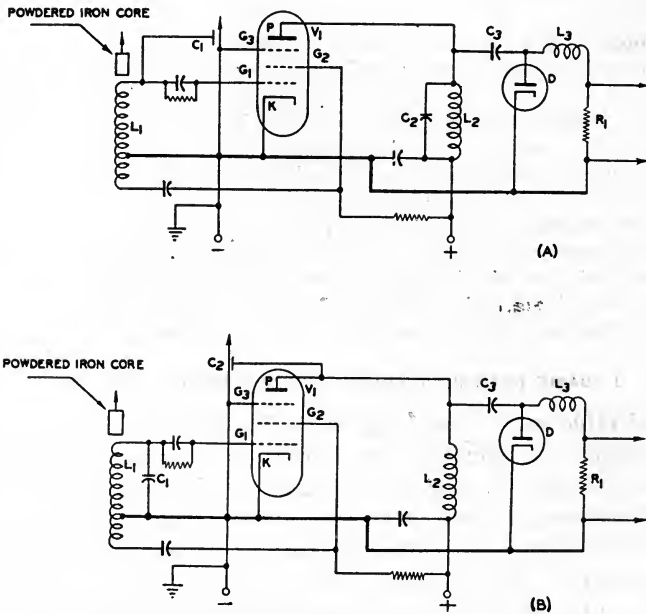 POWDERED IRON CORE
C1
P
V1
G3
G2
G1
K
L1
C2
L2
C3
L3
D
R1
−
+
(A)
POWDERED IRON CORE
C2
P
V1
G3
G2
G1
K
L1
C1
L2
C3
L3
D
R1
−
+
(B)